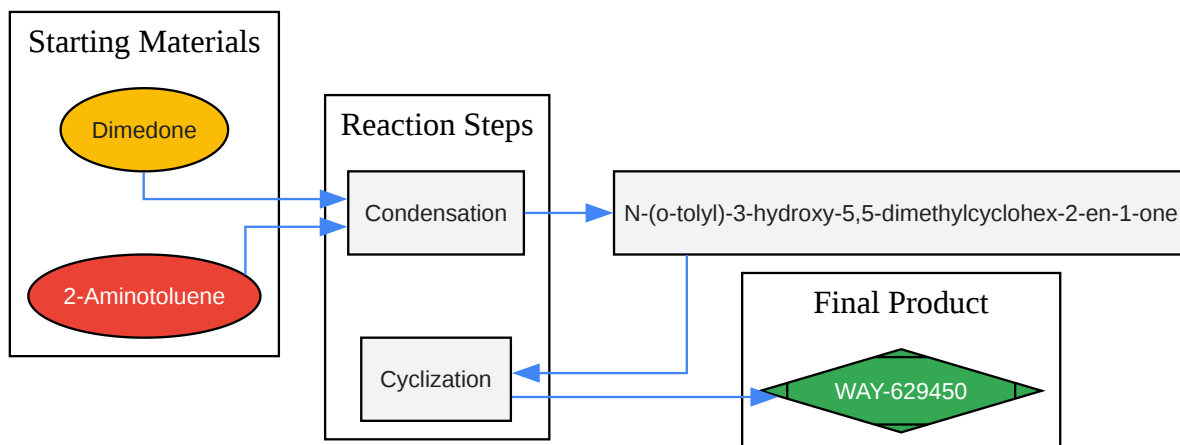 Starting Materials
Dimedone
2-Aminotoluene
Reaction Steps
Condensation
Cyclization
N-(o-tolyl)-3-hydroxy-5,5-dimethylcyclohex-2-en-1-one
Final Product
WAY-629450